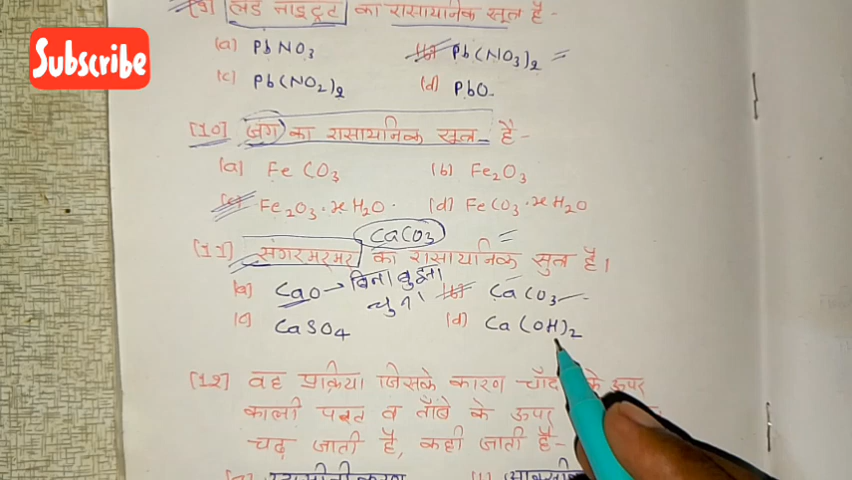 Subscribe
[9] लेड नाइट्रेट का रासायनिक सूत्र है-
(a) PbNO3 (b) Pb(NO3)2
(c) Pb(NO2)2 (d) PbO
[10] जंग का रासायनिक सूत्र है-
(a) FeCO3 (b) Fe2O3
(c) Fe2O3.xH2O. (d) FeCO3.xH2O
CaCO3
[11] संगमरमर का रासायनिक सुत्र है।
(a) CaO → बिना बुझा चुना। (b) CaCO3
(c) CaSO4 (d) Ca(OH)2
[12] वह प्रक्रिया जिसके कारण के ऊपर
काली परत व ताँबे के ऊपर
चढ़ जाती है, कही जाती है-